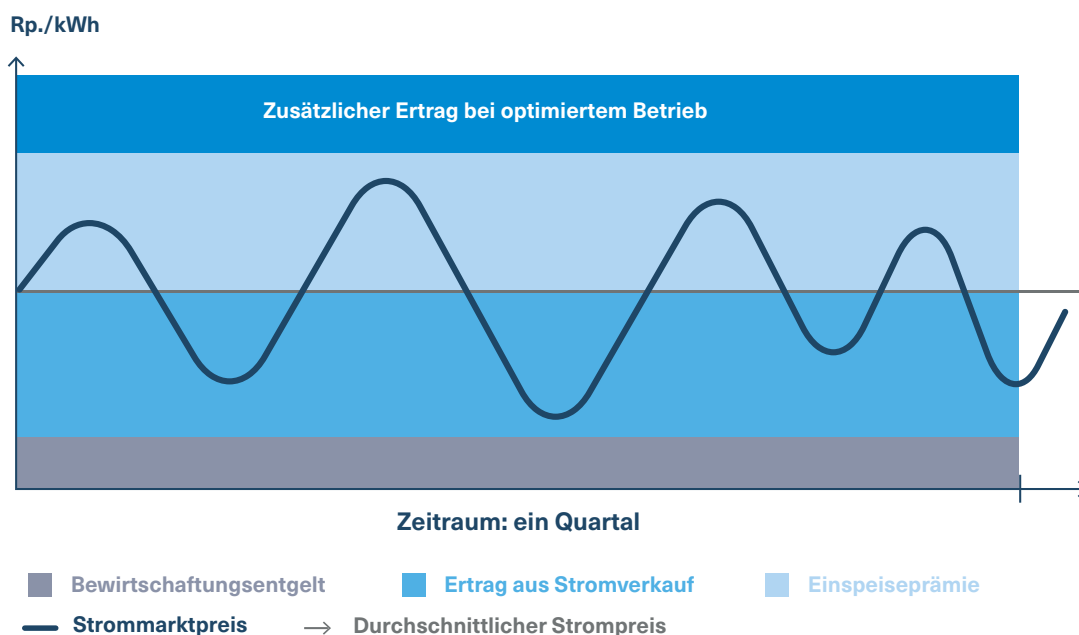 Rp./kWh
Zusätzlicher Ertrag bei optimiertem Betrieb
Zeitraum: ein Quartal
Bewirtschaftungsentgelt
Ertrag aus Stromverkauf
Einspeiseprämie
Strommarktpreis
Durchschnittlicher Strompreis